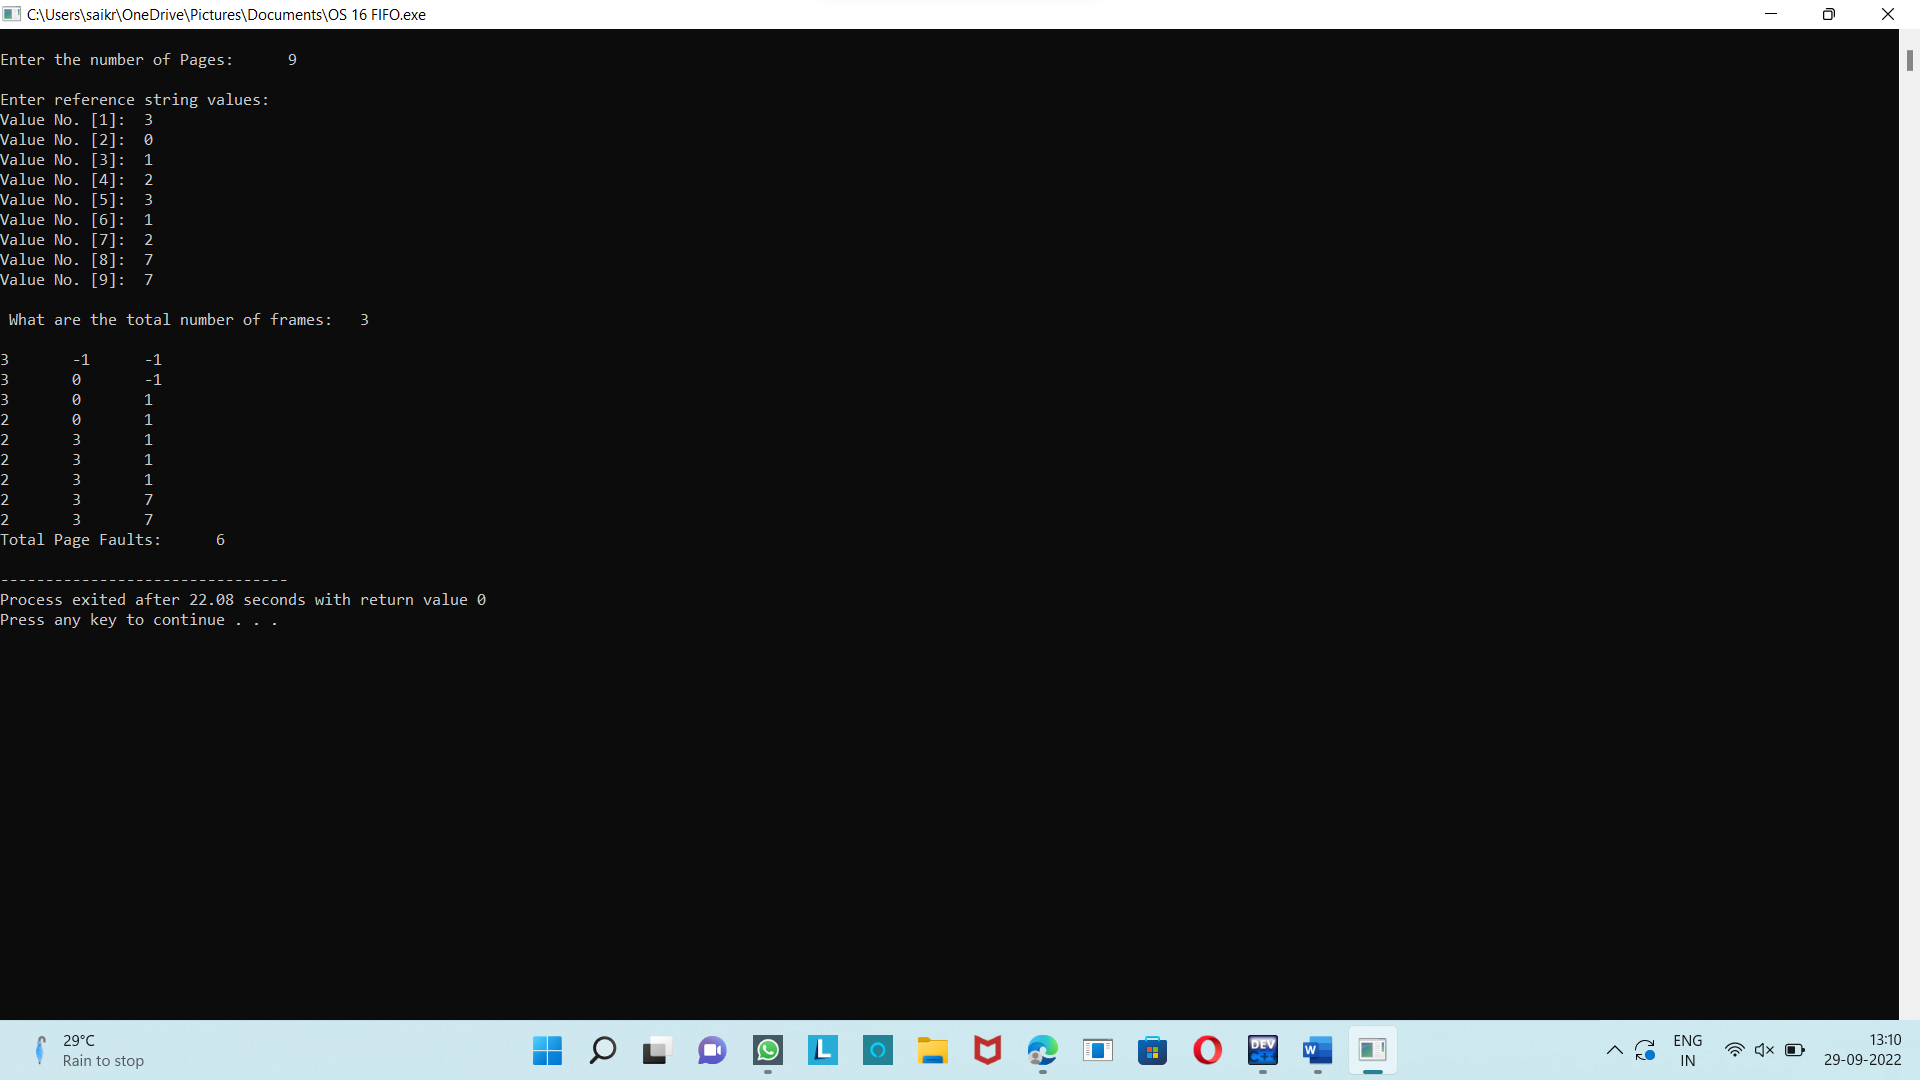 C:\Users\saikr\OneDrive\Pictures\Documents\OS 16 FIFO.exe
Enter the number of Pages:      9
Enter reference string values:
Value No. [1]:  3
Value No. [2]:  0
Value No. [3]:  1
Value No. [4]:  2
Value No. [5]:  3
Value No. [6]:  1
Value No. [7]:  2
Value No. [8]:  7
Value No. [9]:  7
What are the total number of frames:   3
3       -1      -1
3       0       -1
3       0       1
2       0       1
2       3       1
2       3       1
2       3       1
2       3       7
2       3       7
Total Page Faults:      6
--------------------------------
Process exited after 22.08 seconds with return value 0
Press any key to continue . . .
29°C
Rain to stop
L
DEV
C++
W
ENG
IN
13:10
29-09-2022